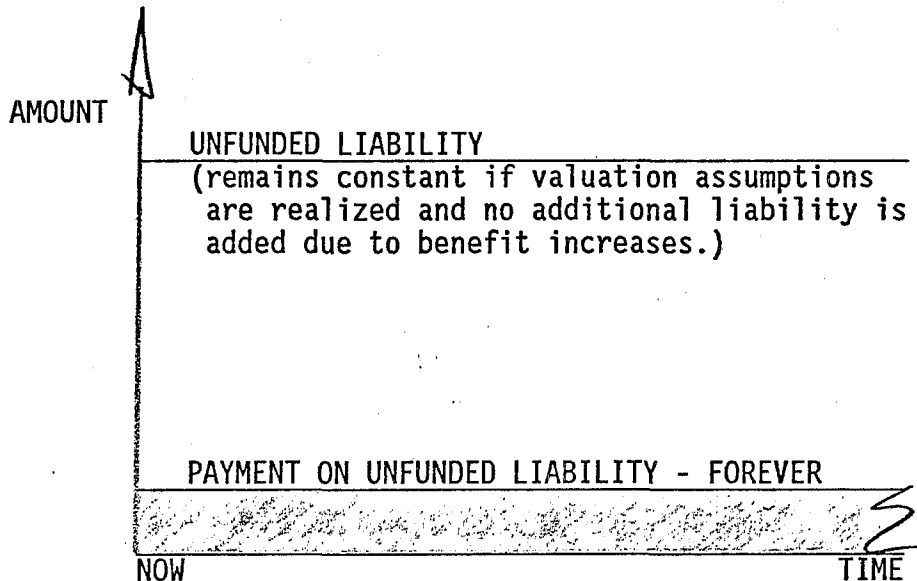 AMOUNT
UNFUNDED LIABILITY
(remains constant if valuation assumptions
are realized and no additional liability is
added due to benefit increases.)
PAYMENT ON UNFUNDED LIABILITY - FOREVER
NOW
TIME